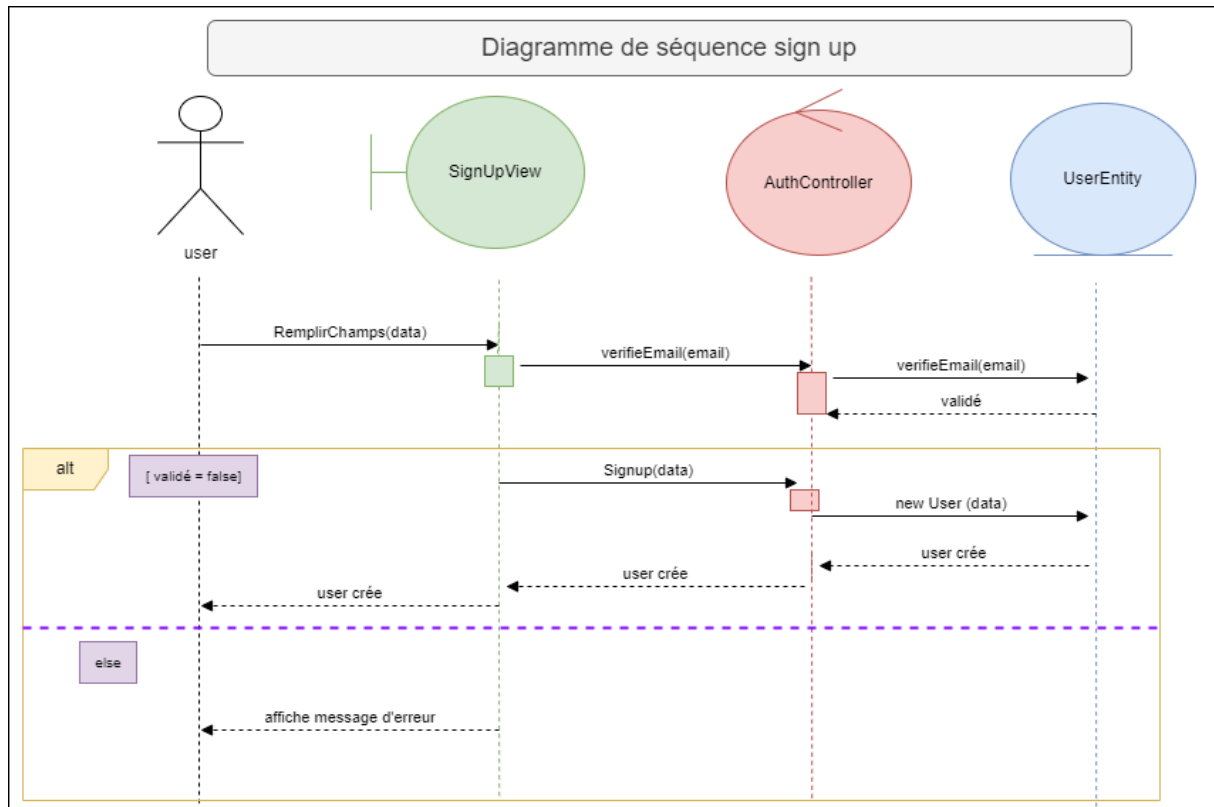 Diagramme de séquence sign up
SignUpView
AuthController
UserEntity
user
RemplirChamps(data)
verifieEmail(email)
verifieEmail(email)
validé
alt
[ validé = false]
Signup(data)
new User (data)
user crée
user crée
user crée
else
affiche message d'erreur